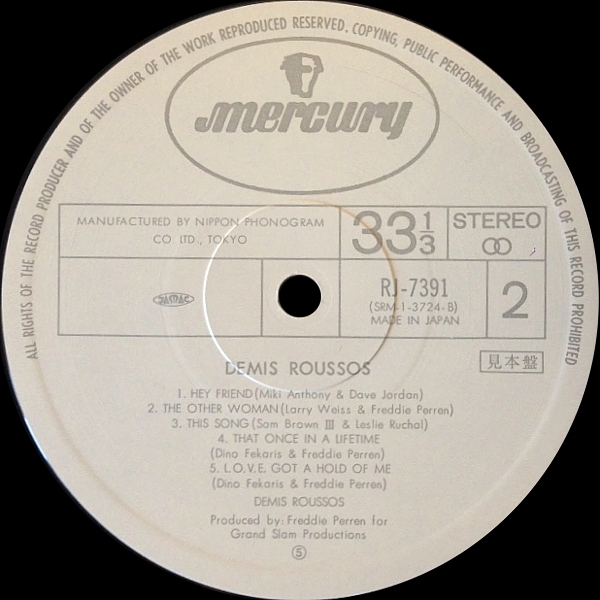 ALL RIGHTS OF THE RECORD PRODUCER AND OF THE OWNER OF THE WORK REPRODUCED RESERVED. COPYING, PUBLIC PERFORMANCE AND BROADCASTING OF THIS RECORD PROHIBITED
mercury
MANUFACTURED BY NIPPON PHONOGRAM
CO. LTD., TOKYO
33 1/3
STEREO
RJ-7391
(SRM-1-3724-B)
MADE IN JAPAN
2
見本盤
DEMIS ROUSSOS
1. HEY FRIEND (Miki Anthony & Dave Jordan)
2. THE OTHER WOMAN (Larry Weiss & Freddie Perren)
3. THIS SONG (Sam Brown III & Leslie Ruchal)
4. THAT ONCE IN A LIFETIME
(Dino Fekaris & Freddie Perren)
5. L.O.V.E. GOT A HOLD OF ME
(Dino Fekaris & Freddie Perren)
DEMIS ROUSSOS
Produced by: Freddie Perren for
Grand Slam Productions
⑤